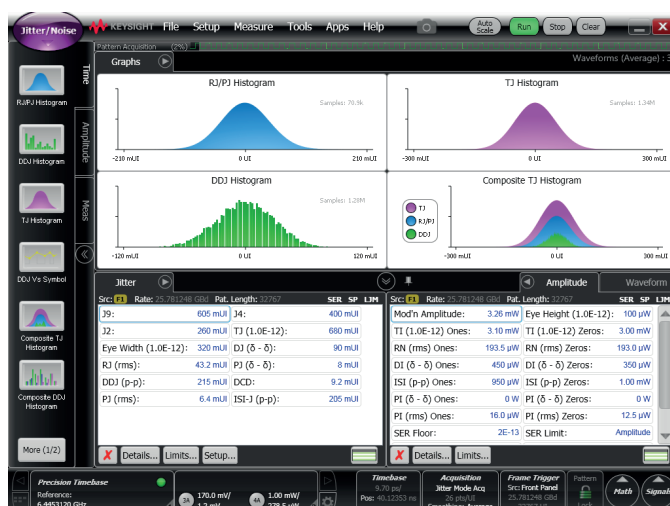 Jitter/Noise
KEYSIGHT File Setup Measure Tools Apps Help
Auto Scale
Run
Stop
Clear
Pattern Acquisition (2%)
Graphs
Waveforms (Average) : 3
Time
Amplitude
Meas
RJ/PJ Histogram
DDJ Histogram
TJ Histogram
DDJ Vs Symbol
Composite TJ
Histogram
Composite DDJ
Histogram
More (1/2)
RJ/PJ Histogram
Samples: 70.9k
-210 mUI 0 UI 210 mUI
TJ Histogram
Samples: 1.34M
-300 mUI 0 UI 300 mUI
DDJ Histogram
Samples: 1.29M
-120 mUI 0 UI 120 mUI
Composite TJ Histogram
TJ
RJ/PJ
DDJ
-300 mUI 0 UI 300 mUI
Jitter
Src: F1 Rate: 25.781248 GBd Pat. Length: 32767 SER SP LJM
J9: 605 mUI J4: 400 mUI
J2: 260 mUI TJ (1.0E-12): 680 mUI
Eye Width (1.0E-12): 320 mUI DJ (δ - δ): 90 mUI
RJ (rms): 43.2 mUI PJ (δ - δ): 8 mUI
DDJ (p-p): 215 mUI DCD: 9.2 mUI
PJ (rms): 6.4 mUI ISI-J (p-p): 205 mUI
Details... Limits... Setup...
Amplitude Waveform
Src: F1 Rate: 25.781248 GBd Pat. Length: 32767 SER SP LJM
Mod'n Amplitude: 3.26 mW Eye Height (1.0E-12): 100 µW
TI (1.0E-12) Ones: 3.10 mW TI (1.0E-12) Zeros: 3.00 mW
RN (rms) Ones: 193.5 µW RN (rms) Zeros: 193.0 µW
DI (δ - δ) Ones: 450 µW DI (δ - δ) Zeros: 350 µW
ISI (p-p) Ones: 950 µW ISI (p-p) Zeros: 1.00 mW
PI (δ - δ) Ones: 0 W PI (δ - δ) Zeros: 0 W
PI (rms) Ones: 16.0 µW PI (rms) Zeros: 12.5 µW
SER Floor: 2E-13 SER Limit: Amplitude
Details... Limits...
Precision Timebase
Reference:
6.4453120 GHz
3A 170.0 mV/
4A 1.00 mW/
Timebase
9.70 ps/
Pos: 40.12353 ns
Acquisition
Jitter Mode Acq
26 pts/UI
Frame Trigger
Src: Front Panel
25.781248 GBd
Pattern
Lock
Math
Signals